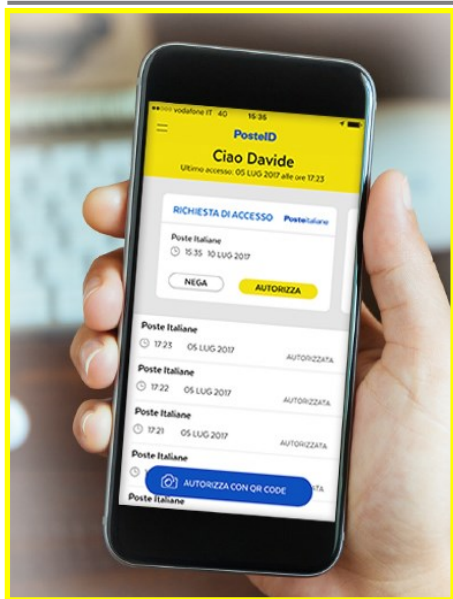 vodafone IT 4G 15:35
PosteID
Ciao Davide
Ultimo accesso: 05 LUG 2017 alle ore 17:23
RICHIESTA DI ACCESSO Posteitaliane
Poste Italiane
15:35 10 LUG 2017
NEGA AUTORIZZA
Poste Italiane
17:23 05 LUG 2017 AUTORIZZATA
Poste Italiane
17:22 05 LUG 2017 AUTORIZZATA
Poste Italiane
17:21 05 LUG 2017 AUTORIZZATA
Poste Italiane
AUTORIZZA CON QR CODE
Poste Italiane